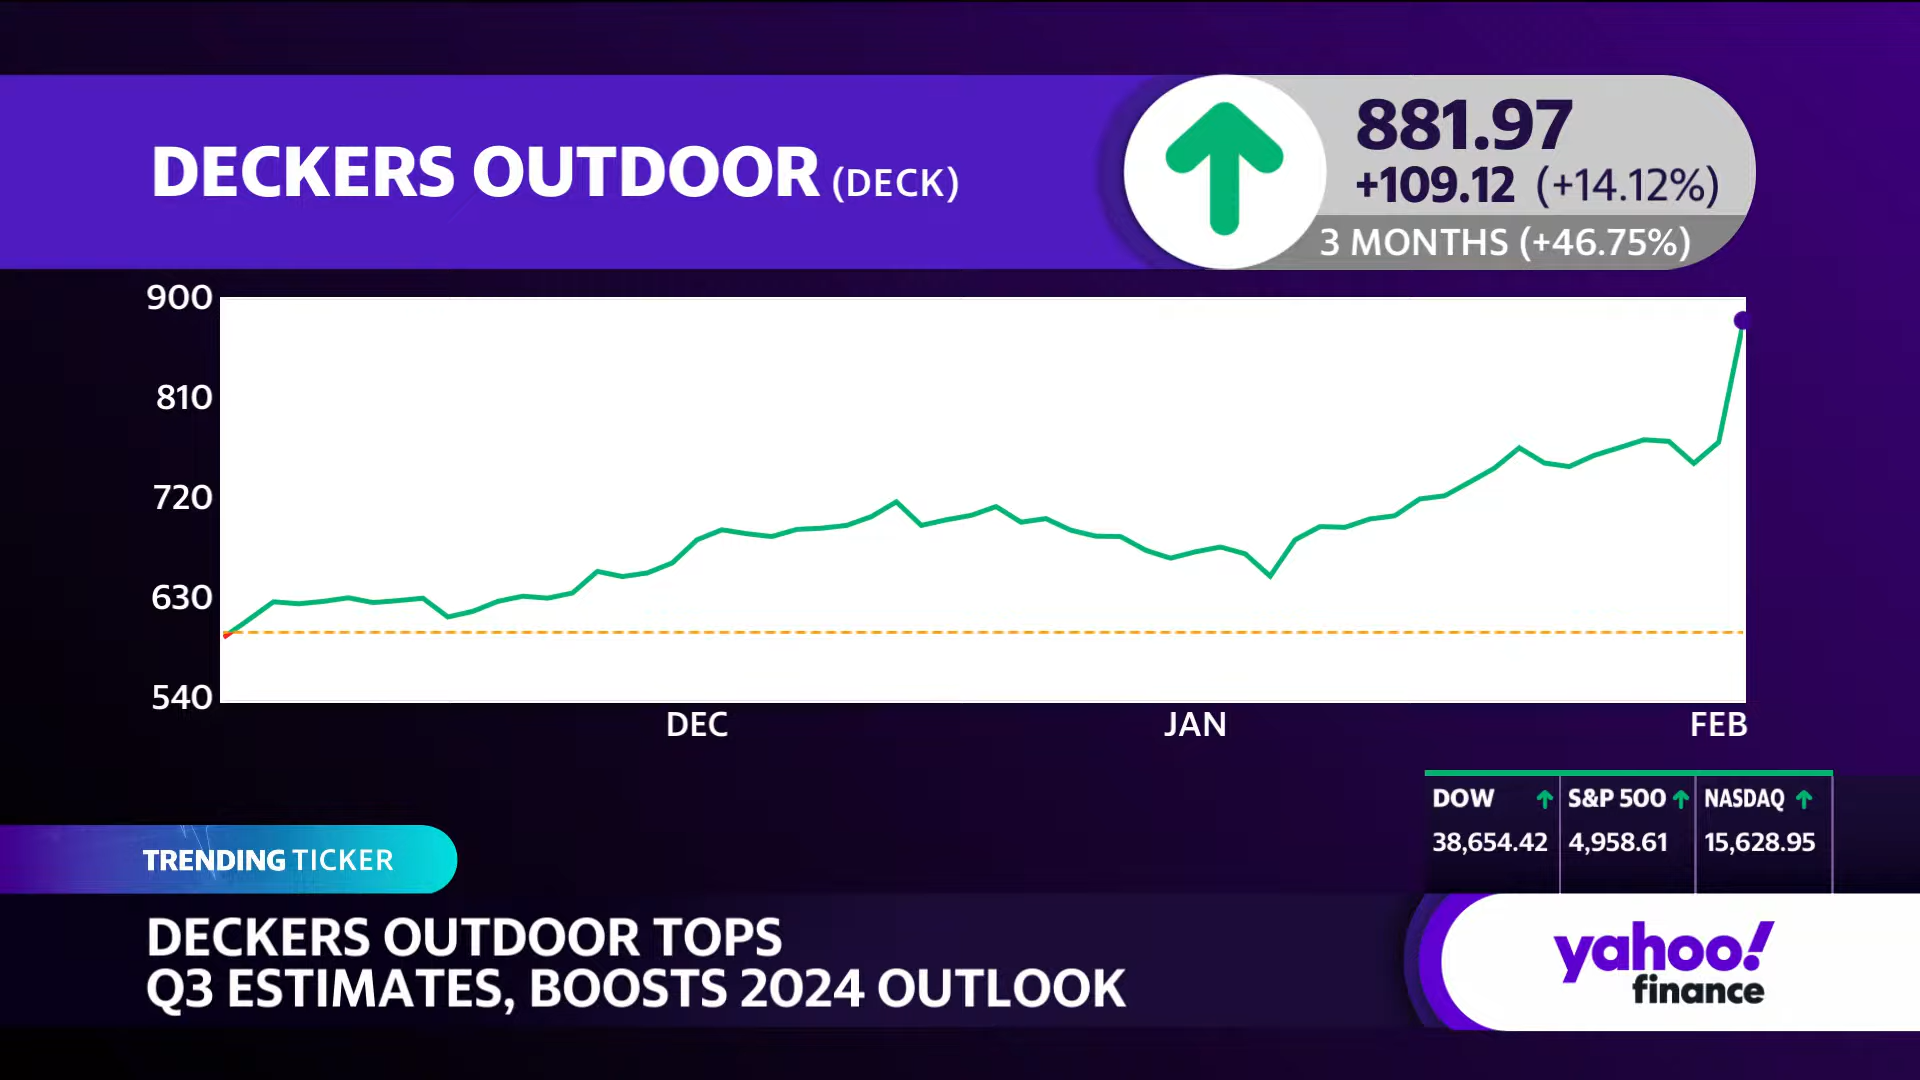 DECKERS OUTDOOR (DECK)
881.97
+109.12 (+14.12%)
3 MONTHS (+46.75%)
900
810
720
630
540
DEC JAN FEB
DOW S&P 500 NASDAQ
38,654.42 4,958.61 15,628.95
TRENDING TICKER
DECKERS OUTDOOR TOPS
Q3 ESTIMATES, BOOSTS 2024 OUTLOOK
yahoo!
finance